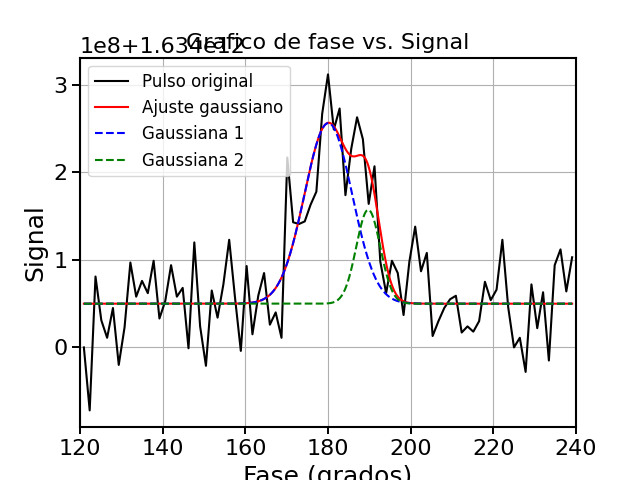 1e8+1.634e12
Grafico de fase vs. Signal
Pulso original
Ajuste gaussiano
Gaussiana 1
Gaussiana 2
Signal
3
2
1
0
120 140 160 180 200 220 240
Fase (grados)